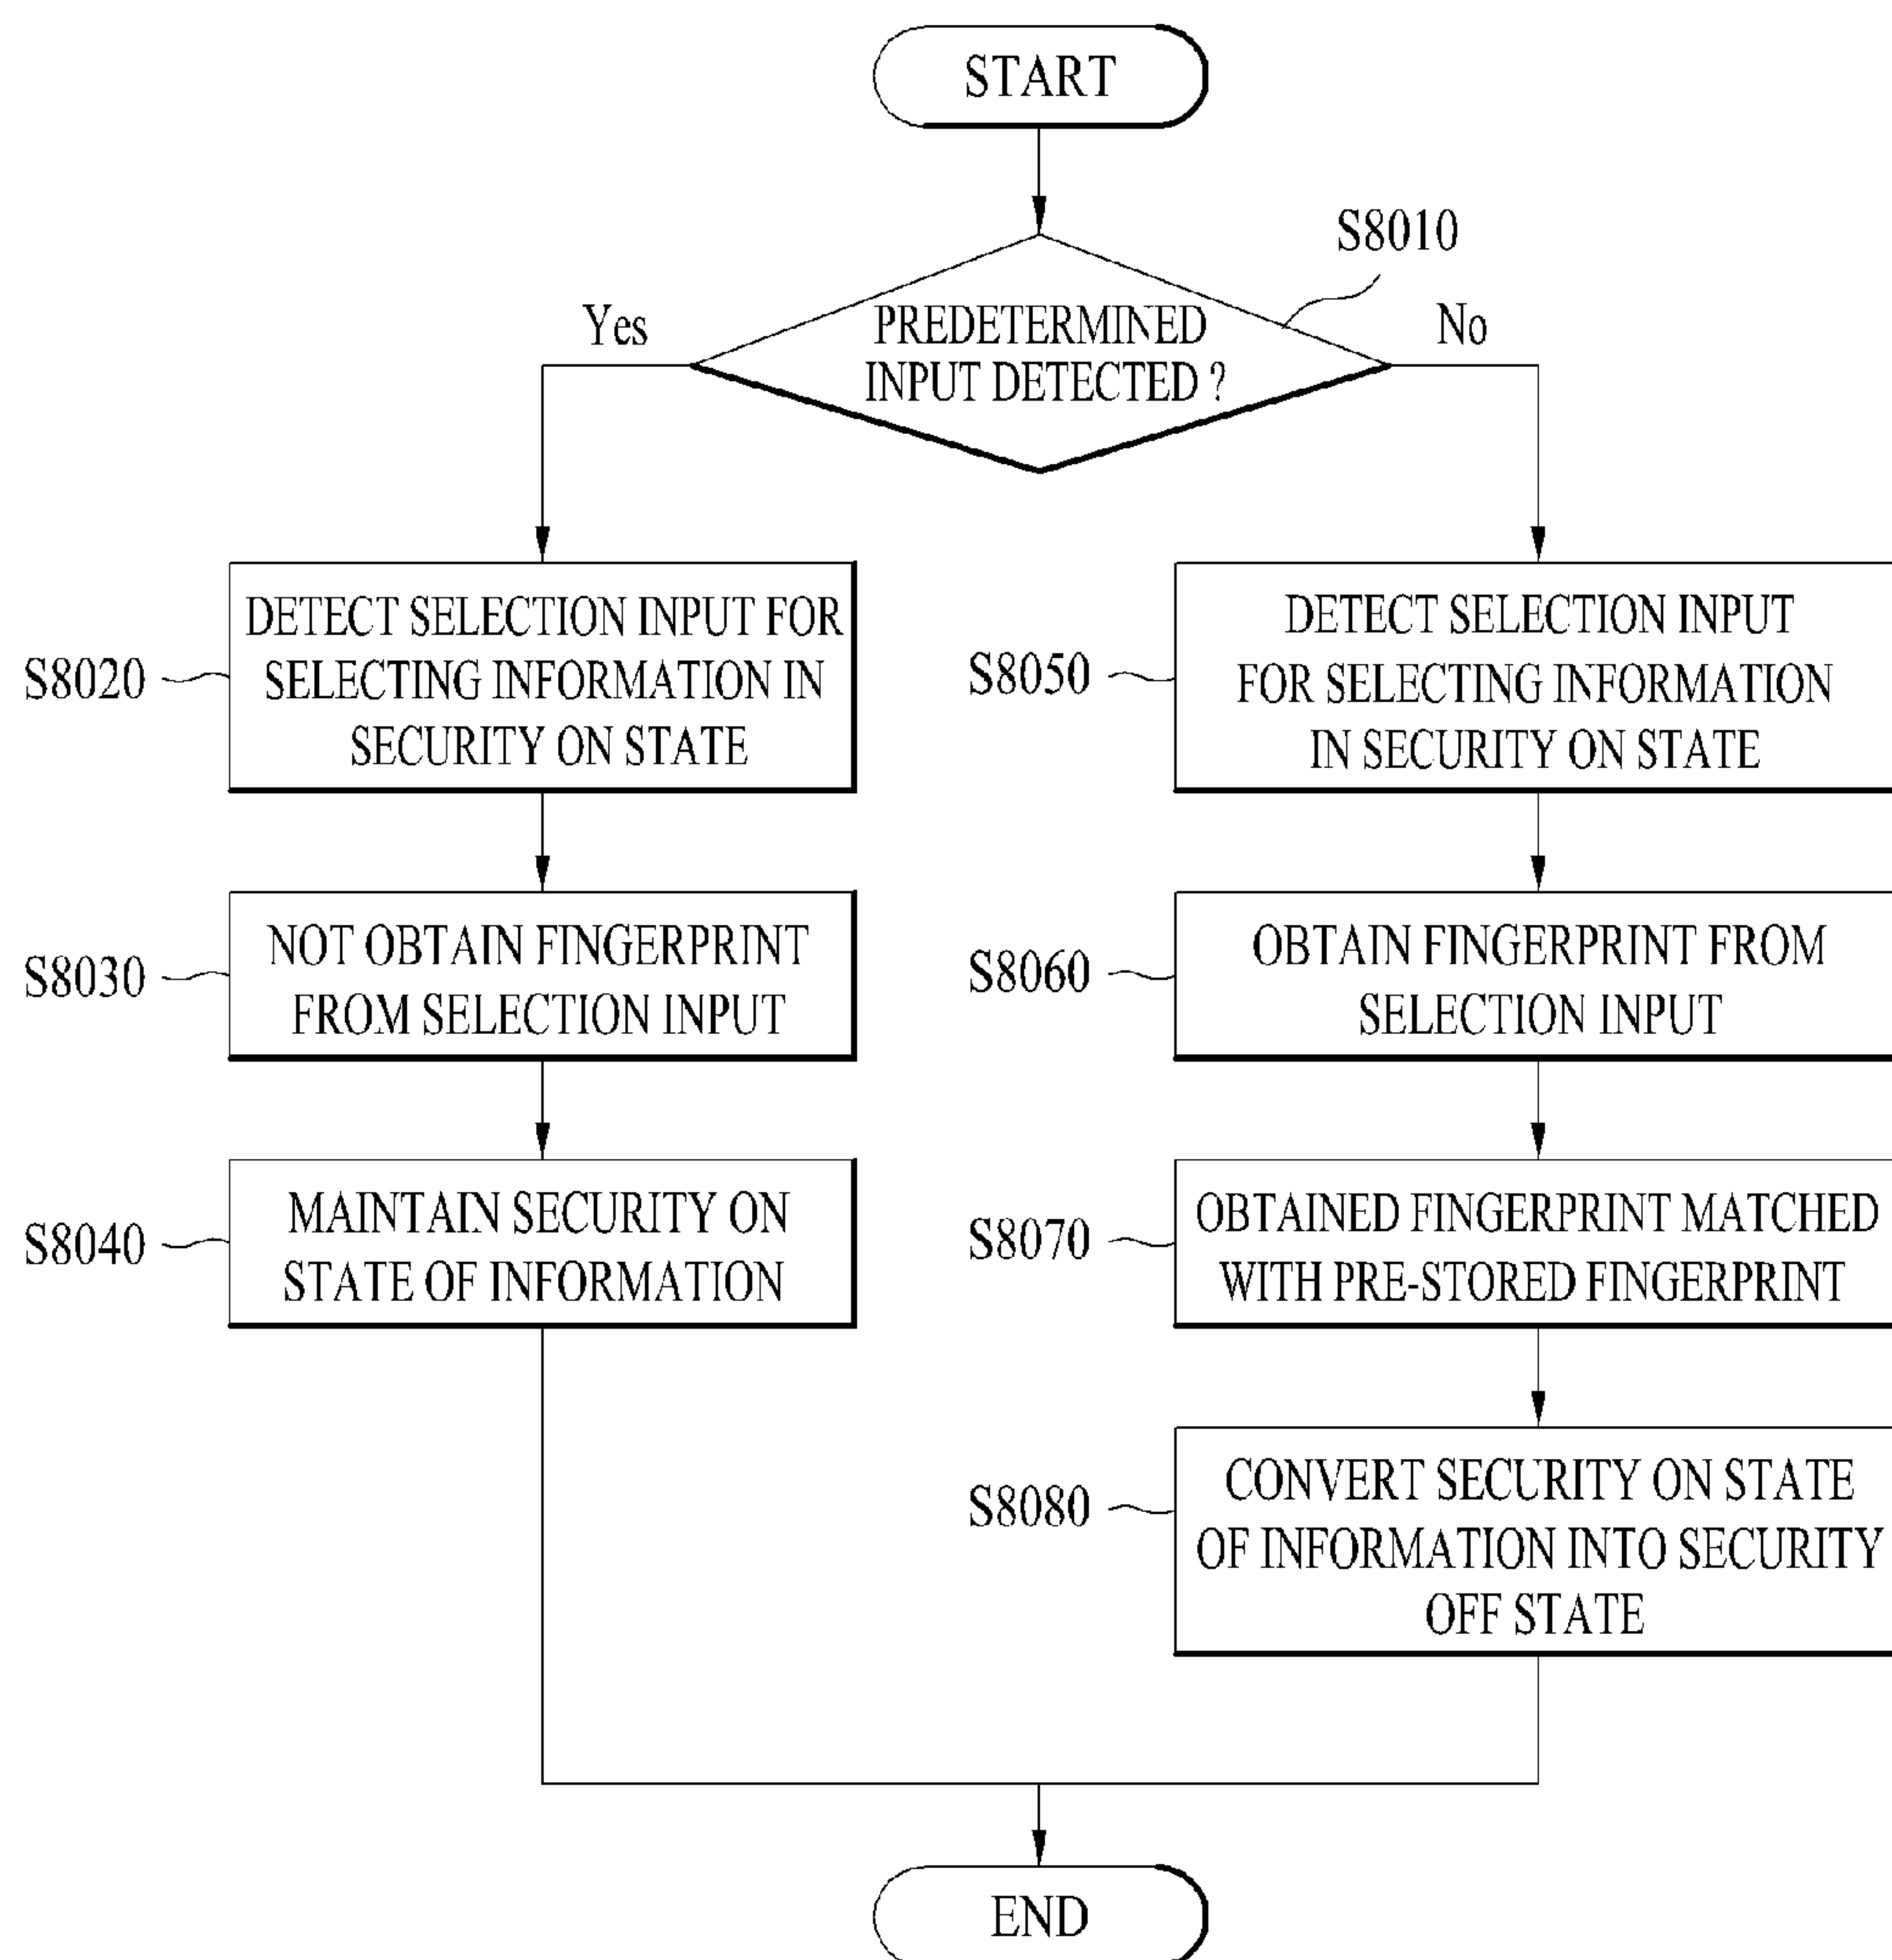 START
S8010
Yes
PREDETERMINED
INPUT DETECTED ?
No
S8020
DETECT SELECTION INPUT FOR
SELECTING INFORMATION IN
SECURITY ON STATE
S8030
NOT OBTAIN FINGERPRINT
FROM SELECTION INPUT
S8040
MAINTAIN SECURITY ON
STATE OF INFORMATION
S8050
DETECT SELECTION INPUT
FOR SELECTING INFORMATION
IN SECURITY ON STATE
S8060
OBTAIN FINGERPRINT FROM
SELECTION INPUT
S8070
OBTAINED FINGERPRINT MATCHED
WITH PRE-STORED FINGERPRINT
S8080
CONVERT SECURITY ON STATE
OF INFORMATION INTO SECURITY
OFF STATE
END